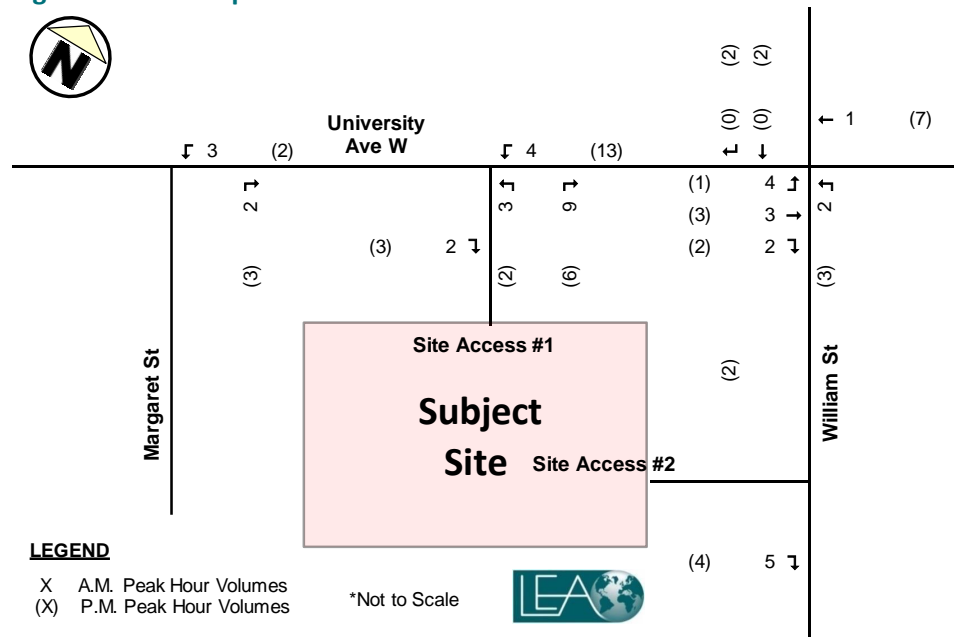 N
(2) (2)
(0) (0)
1 (7)
University
Ave W
3 (2)
4 (13)
(1) 4
2
3
9
(3) 3
2
(3) 2
(2) 2
(3)
(2)
(6)
(3)
Site Access #1
(2)
Margaret St
William St
Subject
Site
Site Access #2
LEGEND
X A.M. Peak Hour Volumes
(X) P.M. Peak Hour Volumes
*Not to Scale
LEA
(4) 5